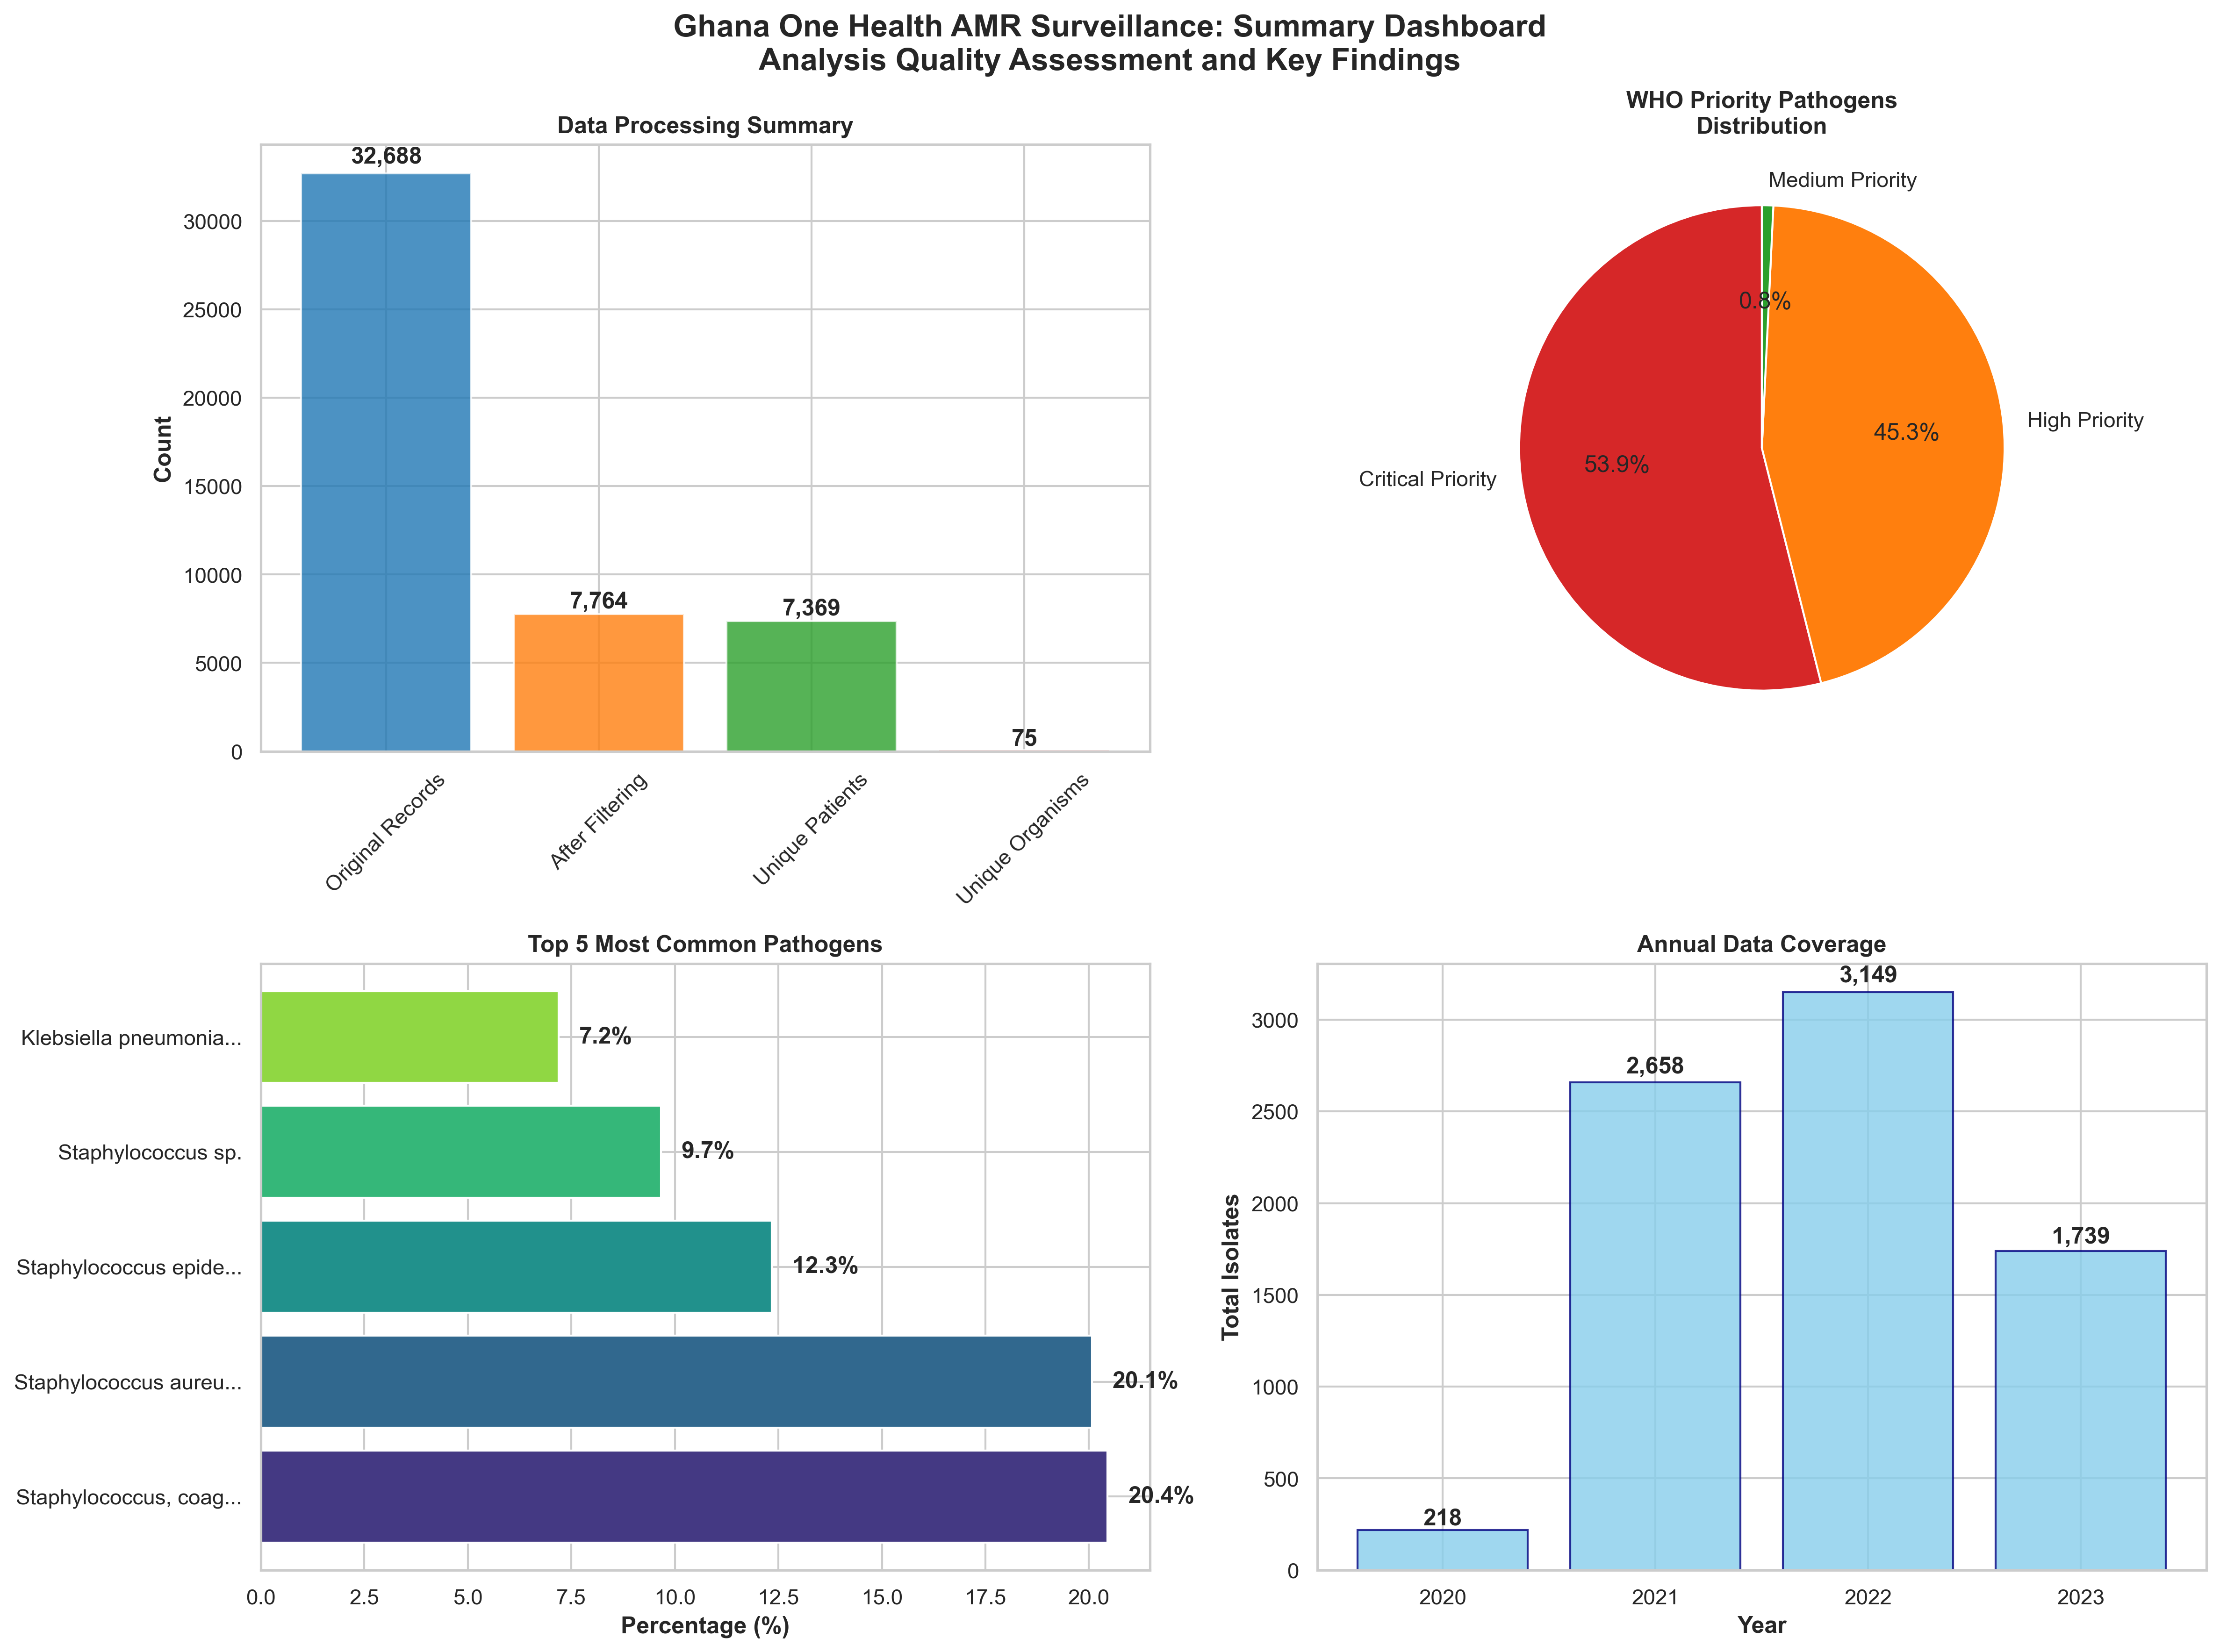 Ghana One Health AMR Surveillance: Summary Dashboard
Analysis Quality Assessment and Key Findings
Data Processing Summary
Count
30000
25000
20000
15000
10000
5000
0
32,688
7,764
7,369
75
Original Records
After Filtering
Unique Patients
Unique Organisms
WHO Priority Pathogens
Distribution
Medium Priority
0.8%
High Priority
45.3%
Critical Priority
53.9%
Top 5 Most Common Pathogens
Klebsiella pneumonia...
7.2%
Staphylococcus sp.
9.7%
Staphylococcus epide...
12.3%
Staphylococcus aureu...
20.1%
Staphylococcus, coag...
20.4%
0.0
2.5
5.0
7.5
10.0
12.5
15.0
17.5
20.0
Percentage (%)
Annual Data Coverage
Total Isolates
3000
2500
2000
1500
1000
500
0
218
2,658
3,149
1,739
2020
2021
2022
2023
Year